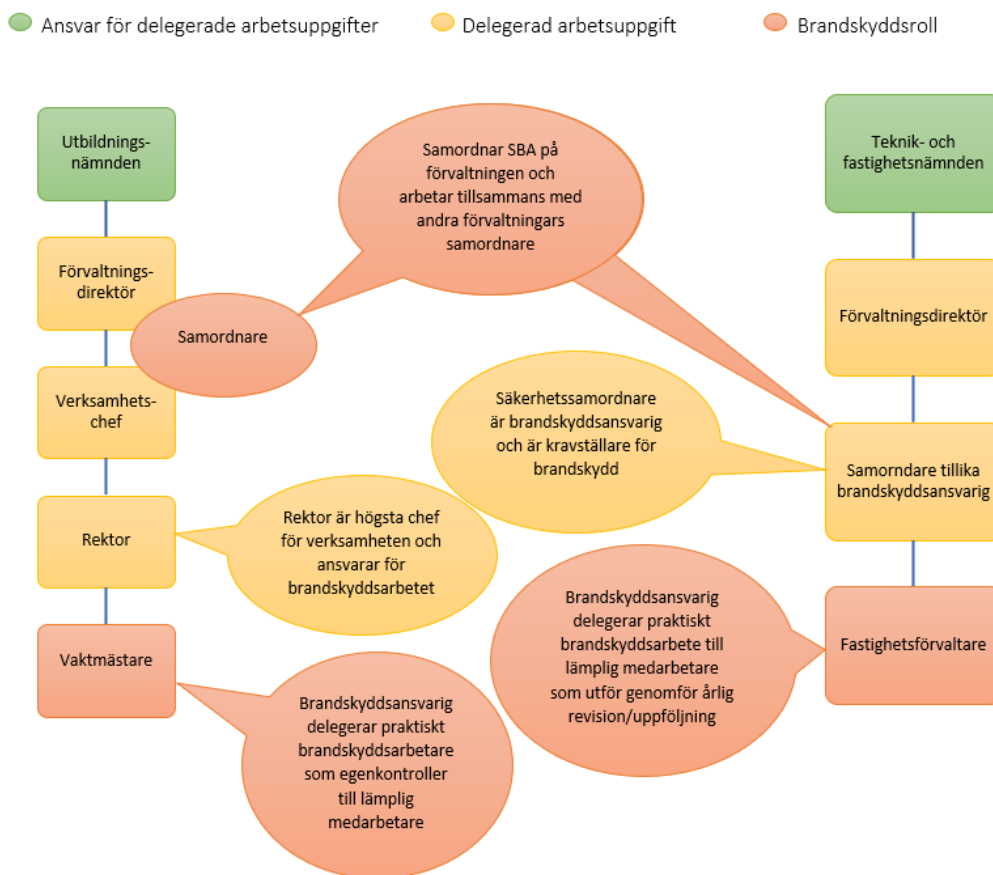 Ansvar för delegerade arbetsuppgifter
Delegerad arbetsuppgift
Brandskyddsroll
Utbildnings-
nämnden
Förvaltnings-
direktör
Samordnare
Verksamhets-
chef
Rektor
Vaktmästare
Samordnar SBA på
förvaltningen och
arbetar tillsammans med
andra förvaltningars
samordnare
Säkerhetssamordnare
är brandskyddsansvarig
och är kravställare för
brandskydd
Rektor är högsta chef
för verksamheten och
ansvarar för
brandskyddsarbetet
Brandskyddsansvarig
delegerar praktiskt
brandskyddsarbetare
som egenkontroller
till lämplig
medarbetare
Brandskyddsansvarig
delegerar praktiskt
brandskyddsarbete till
lämplig medarbetare
som utför genomför årlig
revision/uppföljning
Teknik- och
fastighetsnämnden
Förvaltningsdirektör
Samorndare tillika
brandskyddsansvarig
Fastighetsförvaltare